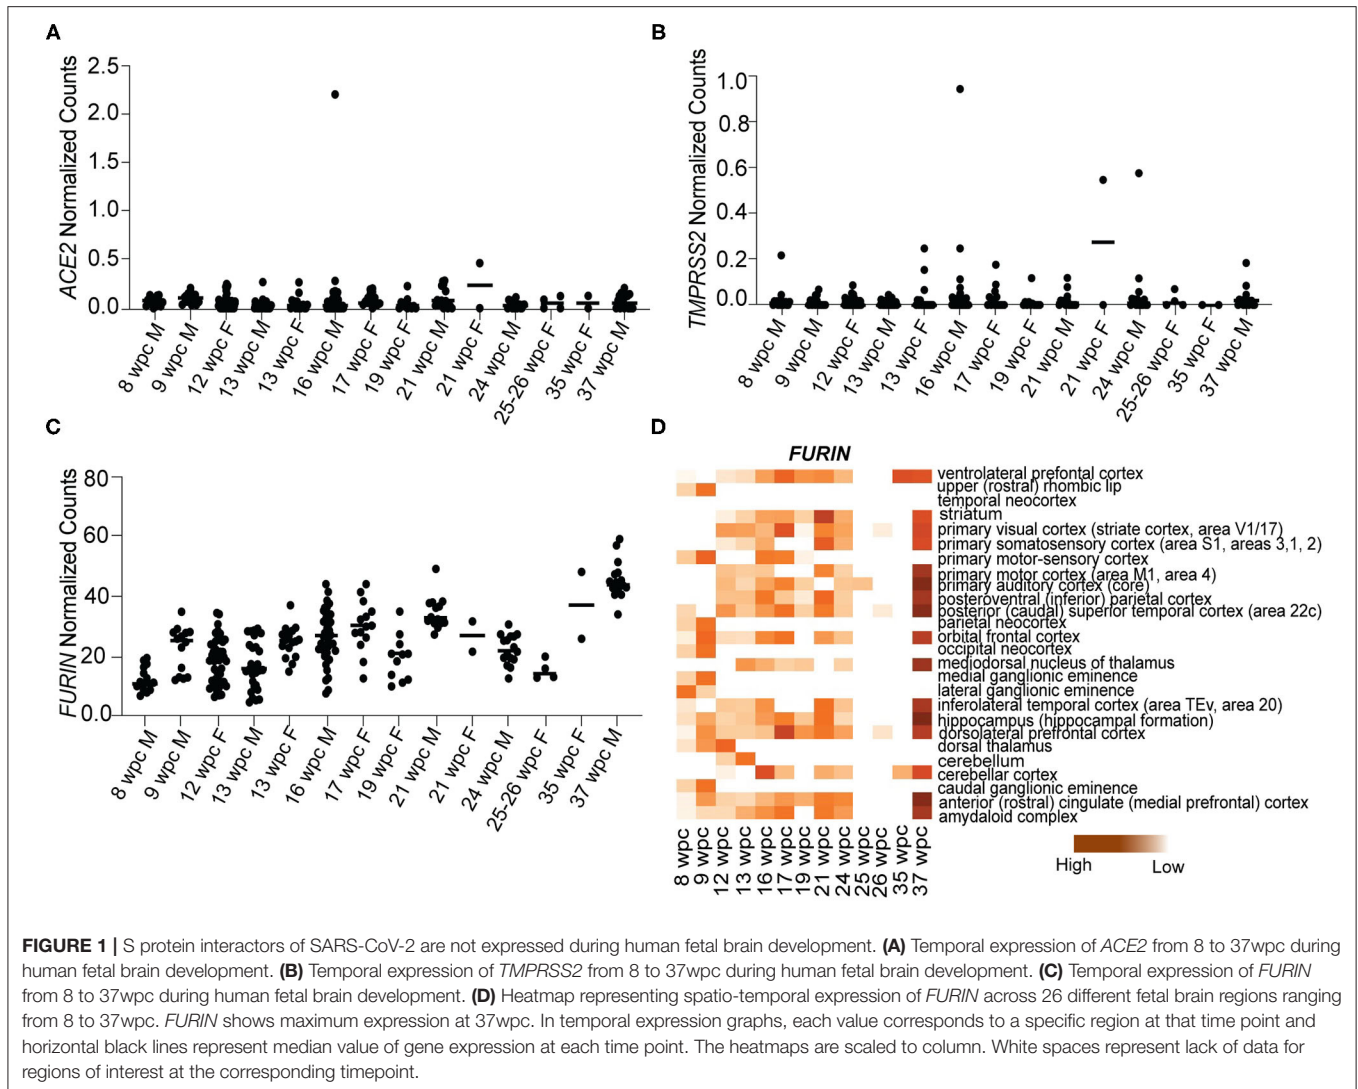 A
ACE2 Normalized Counts
2.5
2.0
1.5
1.0
0.5
0.0
8 wpc M
9 wpc M
12 wpc F
13 wpc M
13 wpc F
16 wpc M
17 wpc F
19 wpc F
21 wpc M
21 wpc F
24 wpc M
25-26 wpc F
35 wpc F
37 wpc M
B
TMPRSS2 Normalized Counts
1.0
0.8
0.6
0.4
0.2
0.0
8 wpc M
9 wpc M
12 wpc F
13 wpc M
13 wpc F
16 wpc M
17 wpc F
19 wpc F
21 wpc M
21 wpc F
24 wpc M
25-26 wpc F
35 wpc F
37 wpc M
C
FURIN Normalized Counts
80
60
40
20
0.0
8 wpc M
9 wpc M
12 wpc F
13 wpc M
13 wpc F
16 wpc M
17 wpc F
19 wpc F
21 wpc M
21 wpc F
24 wpc M
25-26 wpc F
35 wpc F
37 wpc M
D
FURIN
ventrolateral prefontal cortex
upper (rostral) rhombic lip
temporal neocortex
striatum
primary visual cortex (striate cortex, area V1/17)
primary somatosensory cortex (area S1, areas 3,1, 2)
primary motor-sensory cortex
primary motor cortex (area M1, area 4)
primary auditory cortex (core)
posteroventral (inferior) parietal cortex
posterior (caudal) superior temporal cortex (area 22c)
parietal neocortex
orbital frontal cortex
occipital neocortex
mediodorsal nucleus of thalamus
medial ganglionic eminence
lateral ganglionic eminence
inferolateral temporal cortex (area TEv, area 20)
hippocampus (hippocampal formation)
dorsolateral prefrontal cortex
dorsal thalamus
cerebellum
cerebellar cortex
caudal ganglionic eminence
anterior (rostral) cingulate (medial prefrontal) cortex
amydaloid complex
8 wpc
9 wpc
12 wpc
13 wpc
16 wpc
17 wpc
19 wpc
21 wpc
24 wpc
25 wpc
26 wpc
35 wpc
37 wpc
High
Low
FIGURE 1 | S protein interactors of SARS-CoV-2 are not expressed during human fetal brain development. (A) Temporal expression of ACE2 from 8 to 37wpc during
human fetal brain development. (B) Temporal expression of TMPRSS2 from 8 to 37wpc during human fetal brain development. (C) Temporal expression of FURIN
from 8 to 37wpc during human fetal brain development. (D) Heatmap representing spatio-temporal expression of FURIN across 26 different fetal brain regions ranging
from 8 to 37wpc. FURIN shows maximum expression at 37wpc. In temporal expression graphs, each value corresponds to a specific region at that time point and
horizontal black lines represent median value of gene expression at each time point. The heatmaps are scaled to column. White spaces represent lack of data for
regions of interest at the corresponding timepoint.